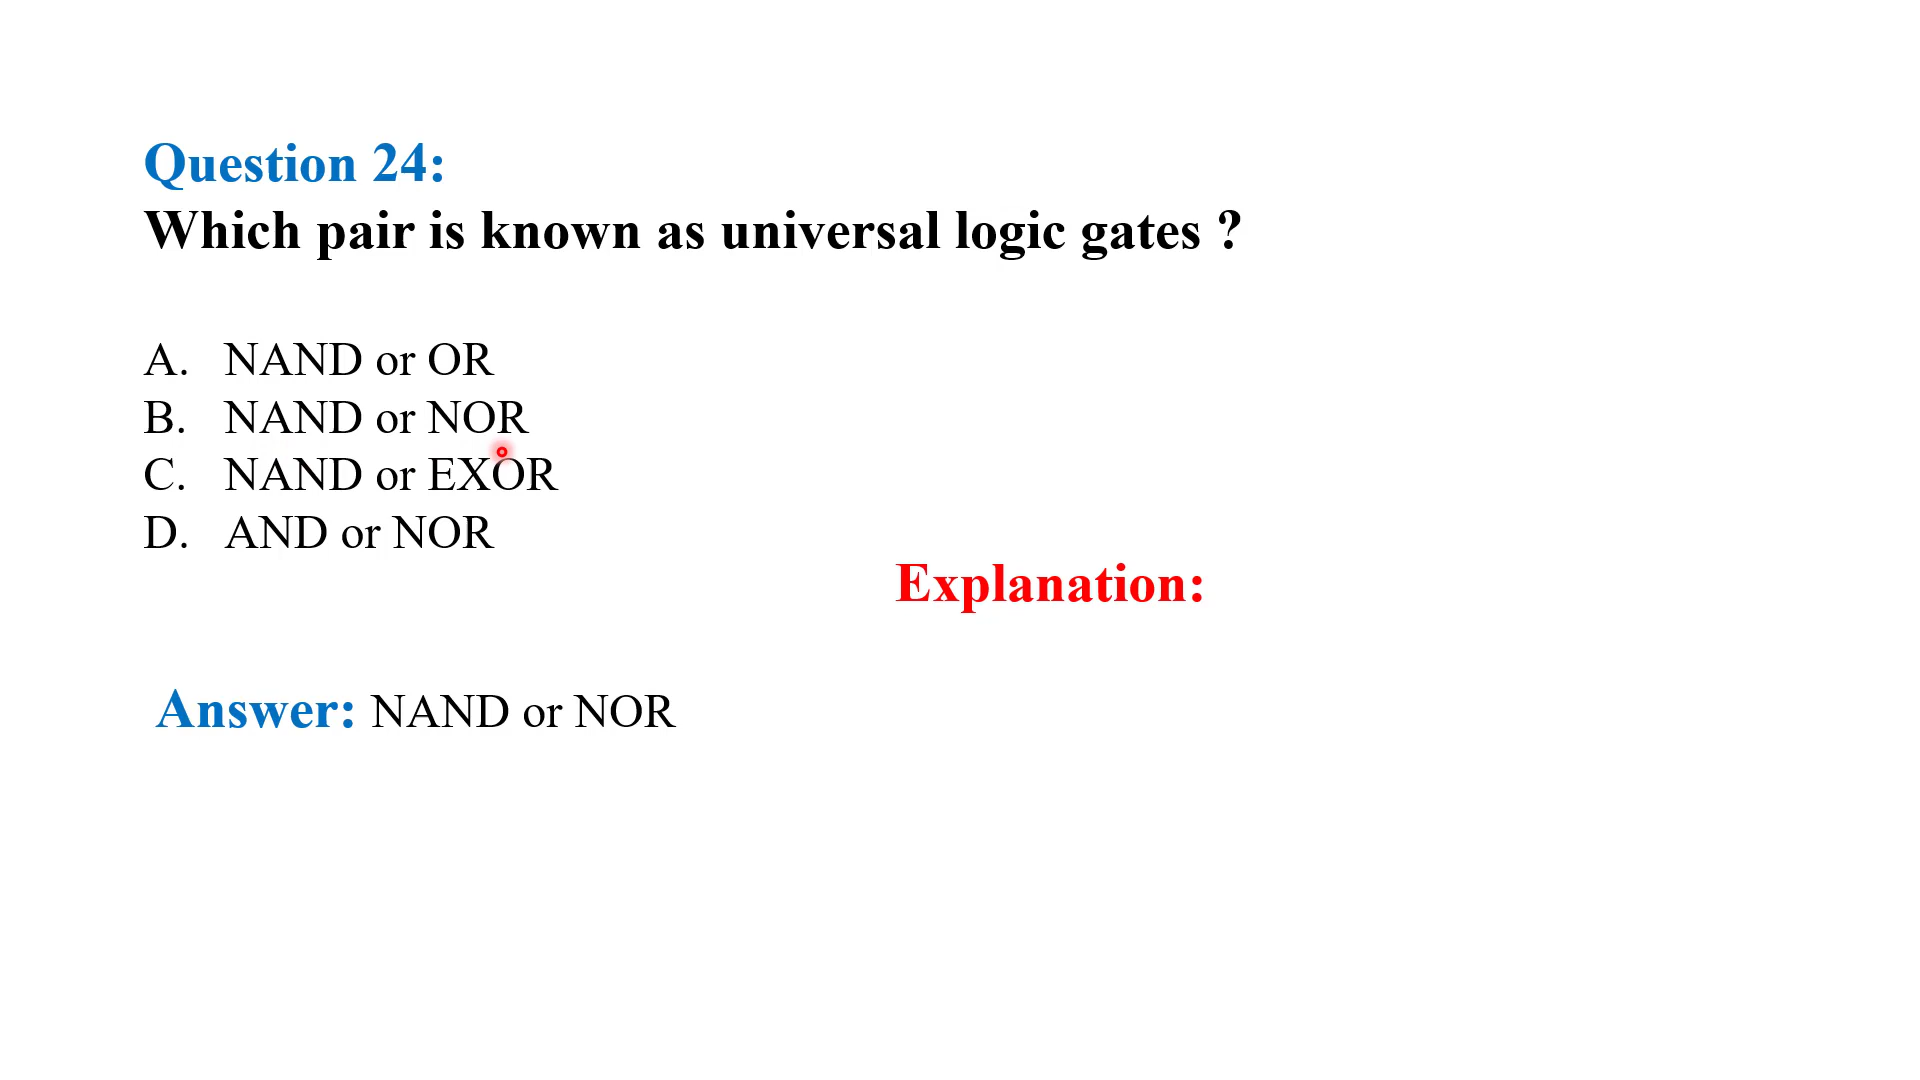 Question 24:
Which pair is known as universal logic gates ?
A. NAND or OR
B. NAND or NOR
C. NAND or EXOR
D. AND or NOR
Explanation:
Answer: NAND or NOR